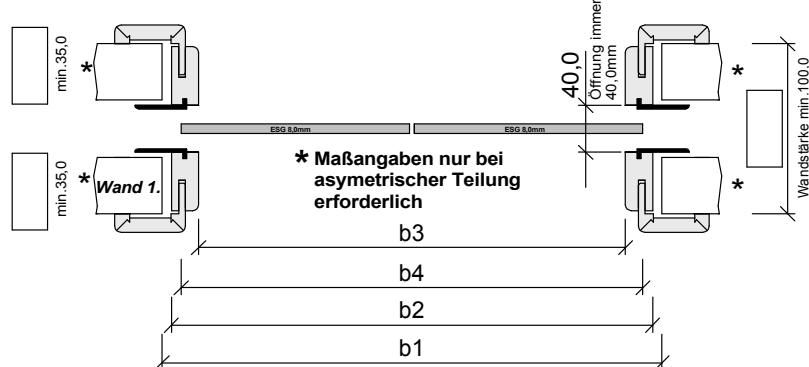 min.35,0
*
40,0
Öffnung immer
40,0mm
*
Wandstärke min.100.0
ESG 8,0mm
ESG 8,0mm
min.35,0
*
Wand 1.
* Maßangaben nur bei
asymetrischer Teilung
erforderlich
*
b3
b4
b2
b1